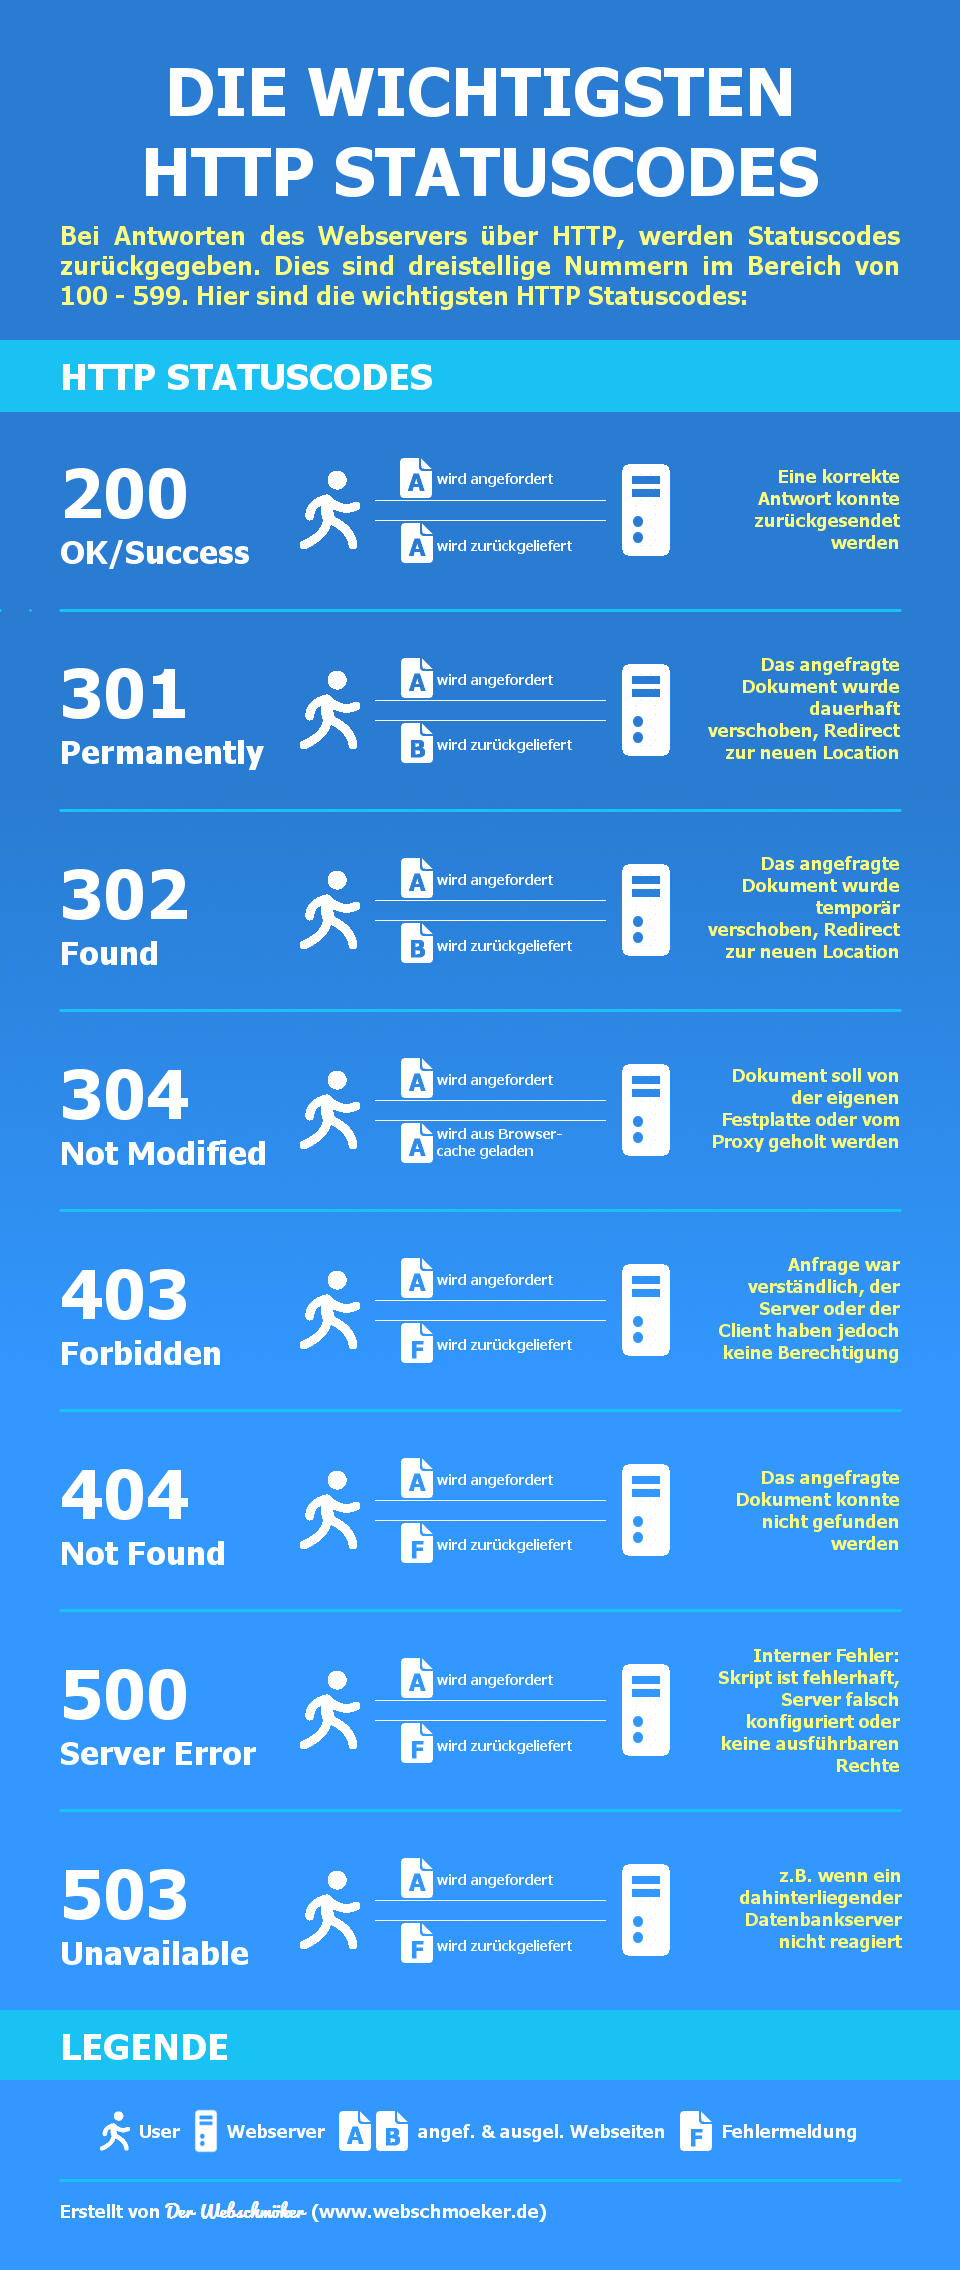 DIE WICHTIGSTEN
HTTP STATUSCODES
Bei Antworten des Webservers über HTTP, werden Statuscodes
zurückgegeben. Dies sind dreistellige Nummern im Bereich von
100 - 599. Hier sind die wichtigsten HTTP Statuscodes:
HTTP STATUSCODES
200
OK/Success
A wird angefordert
A wird zurückgeliefert
Eine korrekte
Antwort konnte
zurückgesendet
werden
301
Permanently
A wird angefordert
B wird zurückgeliefert
Das angefragte
Dokument wurde
dauerhaft
verschoben, Redirect
zur neuen Location
302
Found
A wird angefordert
B wird zurückgeliefert
Das angefragte
Dokument wurde
temporär
verschoben, Redirect
zur neuen Location
304
Not Modified
A wird angefordert
A wird aus Browser-
cache geladen
Dokument soll von
der eigenen
Festplatte oder vom
Proxy geholt werden
403
Forbidden
A wird angefordert
F wird zurückgeliefert
Anfrage war
verständlich, der
Server oder der
Client haben jedoch
keine Berechtigung
404
Not Found
A wird angefordert
F wird zurückgeliefert
Das angefragte
Dokument konnte
nicht gefunden
werden
500
Server Error
A wird angefordert
F wird zurückgeliefert
Interner Fehler:
Skript ist fehlerhaft,
Server falsch
konfiguriert oder
keine ausführbaren
Rechte
503
Unavailable
A wird angefordert
F wird zurückgeliefert
z.B. wenn ein
dahinterliegender
Datenbankserver
nicht reagiert
LEGENDE
User Webserver A B angef. & ausgel. Webseiten F Fehlermeldung
Erstellt von Der Webschmöker (www.webschmoeker.de)